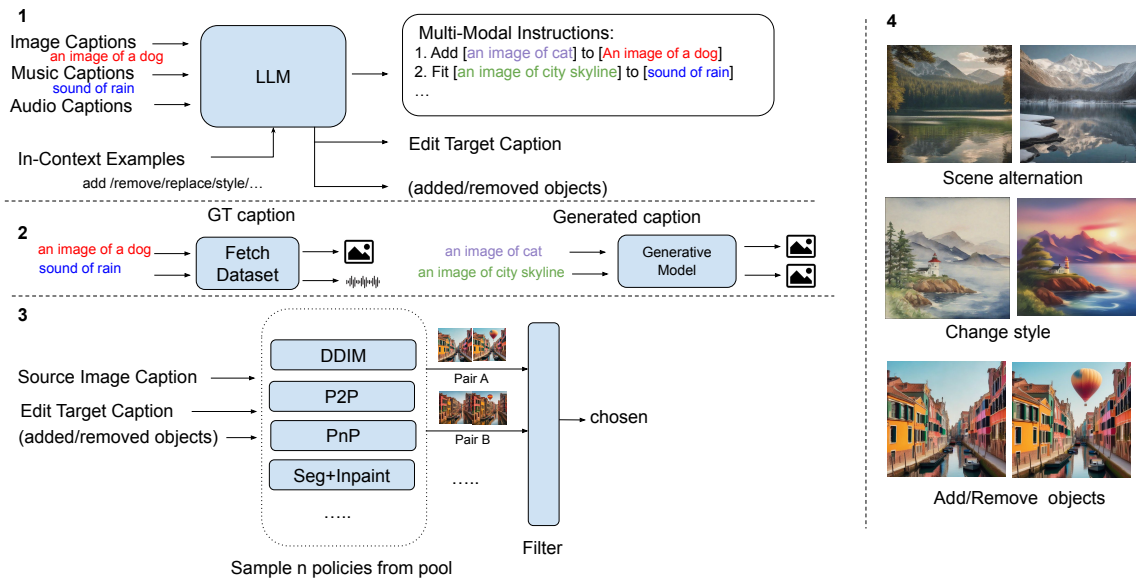 1
Image Captions
an image of a dog
Music Captions
sound of rain
Audio Captions
LLM
Multi-Modal Instructions:
1. Add [an image of cat] to [An image of a dog]
2. Fit [an image of city skyline] to [sound of rain]
…
In-Context Examples
add /remove/replace/style/…
Edit Target Caption
(added/removed objects)
2
GT caption
an image of a dog
sound of rain
Fetch
Dataset
Generated caption
an image of cat
an image of city skyline
Generative
Model
3
Source Image Caption
Edit Target Caption
(added/removed objects)
DDIM
P2P
PnP
Seg+Inpaint
…..
Sample n policies from pool
Pair A
Pair B
…..
Filter
chosen
4
Scene alternation
Change style
Add/Remove objects